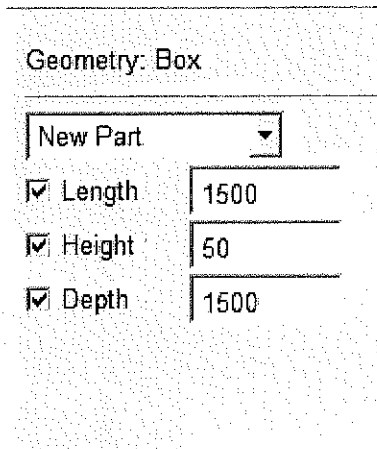 Geometry: Box
New Part
Length 1500
Height 50
Depth 1500